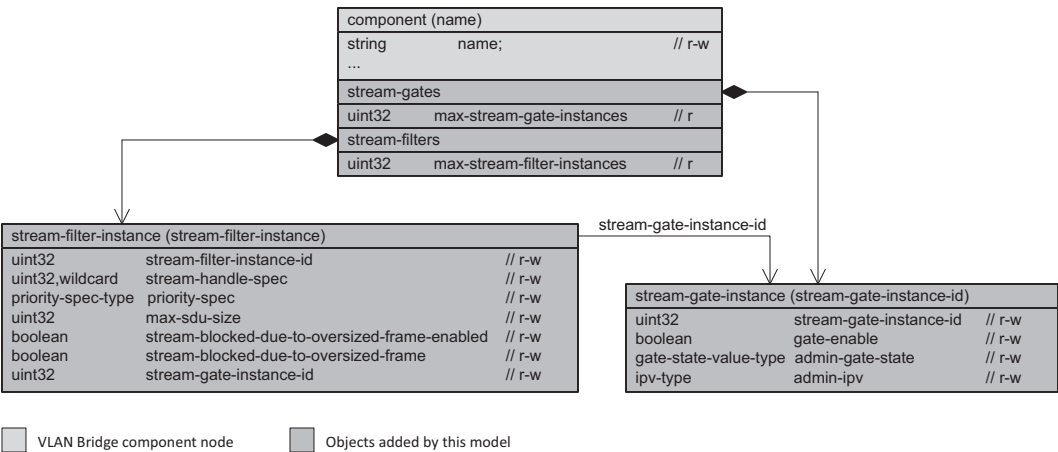 component (name)
string name; // r-w
...
stream-gates
uint32 max-stream-gate-instances // r
stream-filters
uint32 max-stream-filter-instances // r
stream-gate-instance-id
stream-filter-instance (stream-filter-instance)
uint32 stream-filter-instance-id // r-w
uint32,wildcard stream-handle-spec // r-w
priority-spec-type priority-spec // r-w
uint32 max-sdu-size // r-w
boolean stream-blocked-due-to-oversized-frame-enabled // r-w
boolean stream-blocked-due-to-oversized-frame // r-w
uint32 stream-gate-instance-id // r-w
stream-gate-instance (stream-gate-instance-id)
uint32 stream-gate-instance-id // r-w
boolean gate-enable // r-w
gate-state-value-type admin-gate-state // r-w
ipv-type admin-ipv // r-w
VLAN Bridge component node
Objects added by this model